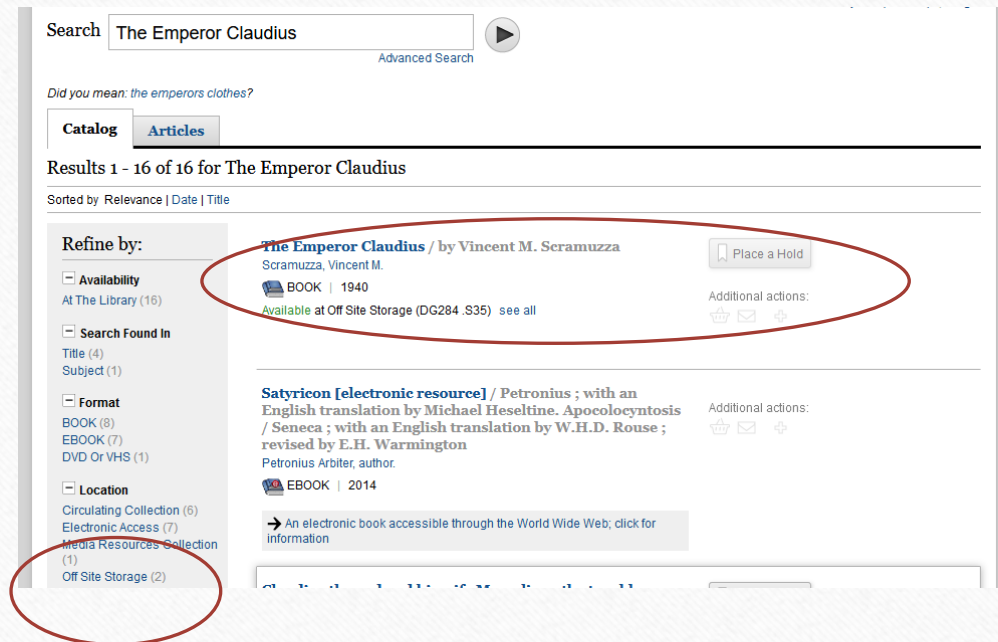 Search The Emperor Claudius
Advanced Search
Did you mean: the emperors clothes?
Catalog Articles
Results 1 - 16 of 16 for The Emperor Claudius
Sorted by Relevance | Date | Title
Refine by:
Availability
At The Library (16)
Search Found In
Title (4)
Subject (1)
Format
BOOK (8)
EBOOK (7)
DVD Or VHS (1)
Location
Circulating Collection (6)
Electronic Access (7)
Media Resources Collection
(1)
Off Site Storage (2)
The Emperor Claudius / by Vincent M. Scramuzza
Scramuzza, Vincent M.
BOOK | 1940
Available at Off Site Storage (DG284 .S35) see all
Place a Hold
Additional actions:
Satyricon [electronic resource] / Petronius ; with an
English translation by Michael Heseltine. Apocolocyntosis
/ Seneca ; with an English translation by W.H.D. Rouse ;
revised by E.H. Warmington
Petronius Arbiter, author.
EBOOK | 2014
An electronic book accessible through the World Wide Web; click for
information
Additional actions: